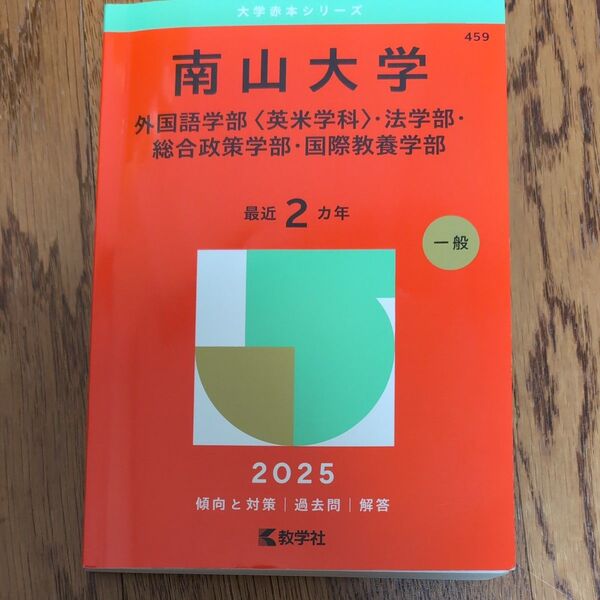 大学赤本シリーズ
459
南山大学
外国語学部〈英米学科〉・法学部・
総合政策学部・国際教養学部
最近2カ年
一般
2025
傾向と対策|過去問|解答
教学社